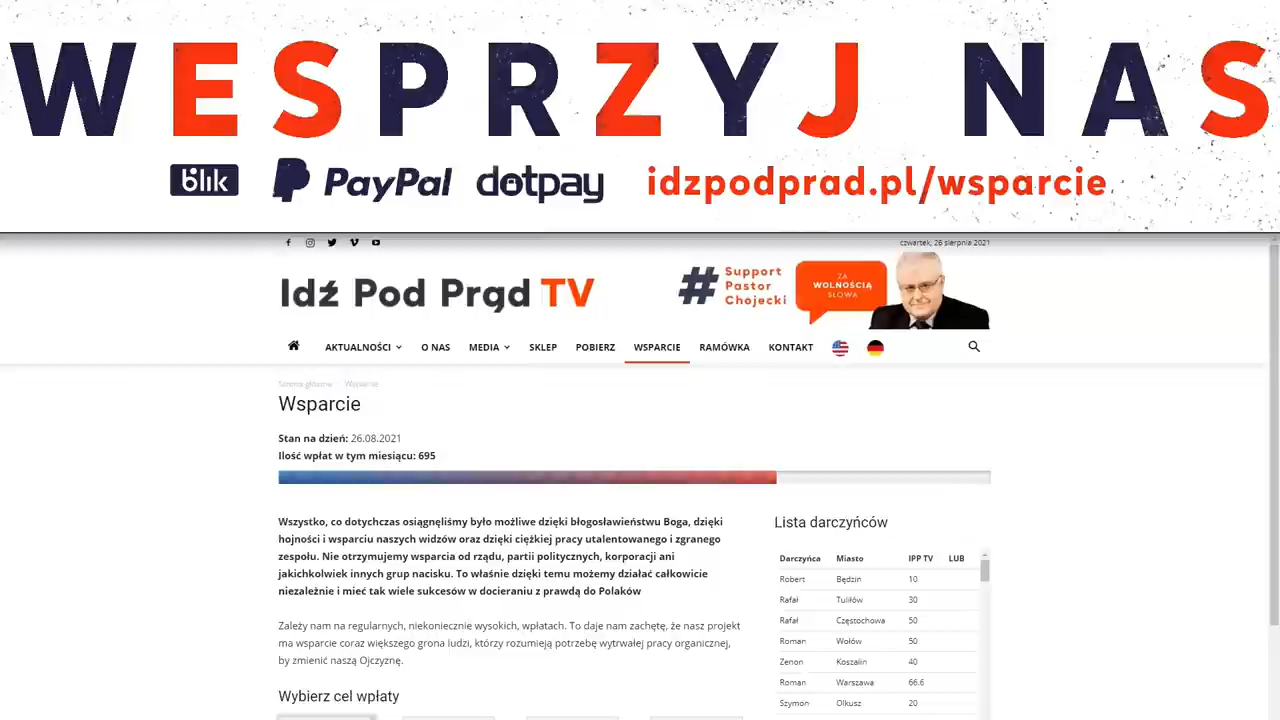 WESPRZYJ NAS
blik PayPal dotpay idzpodprad.pl/wsparcie
czwartek, 26 sierpnia 2021
Idź Pod Prąd TV
# Support Pastor Chojecki
ZA WOLNOŚCIĄ SŁOWA
AKTUALNOŚCI O NAS MEDIA SKLEP POBIERZ WSPARCIE RAMÓWKA KONTAKT
Strona główna Wsparcie
Wsparcie
Stan na dzień: 26.08.2021
Ilość wpłat w tym miesiącu: 695
Wszystko, co dotychczas osiągnęliśmy było możliwe dzięki błogosławieństwu Boga, dzięki
hojności i wsparciu naszych widzów oraz dzięki ciężkiej pracy utalentowanego i zgranego
zespołu. Nie otrzymujemy wsparcia od rządu, partii politycznych, korporacji ani
jakichkolwiek innych grup nacisku. To właśnie dzięki temu możemy działać całkowicie
niezależnie i mieć tak wiele sukcesów w docieraniu z prawdą do Polaków
Zależy nam na regularnych, niekoniecznie wysokich, wpłatach. To daje nam zachętę, że nasz projekt
ma wsparcie coraz większego grona ludzi, którzy rozumieją potrzebę wytrwałej pracy organicznej,
by zmienić naszą Ojczyznę.
Wybierz cel wpłaty
Lista darczyńców
Darczyńca Miasto IPP TV LUB
Robert Będzin 10
Rafał Tuliłów 30
Rafał Częstochowa 50
Roman Wołów 50
Zenon Koszalin 40
Roman Warszawa 66.6
Szymon Olkusz 20